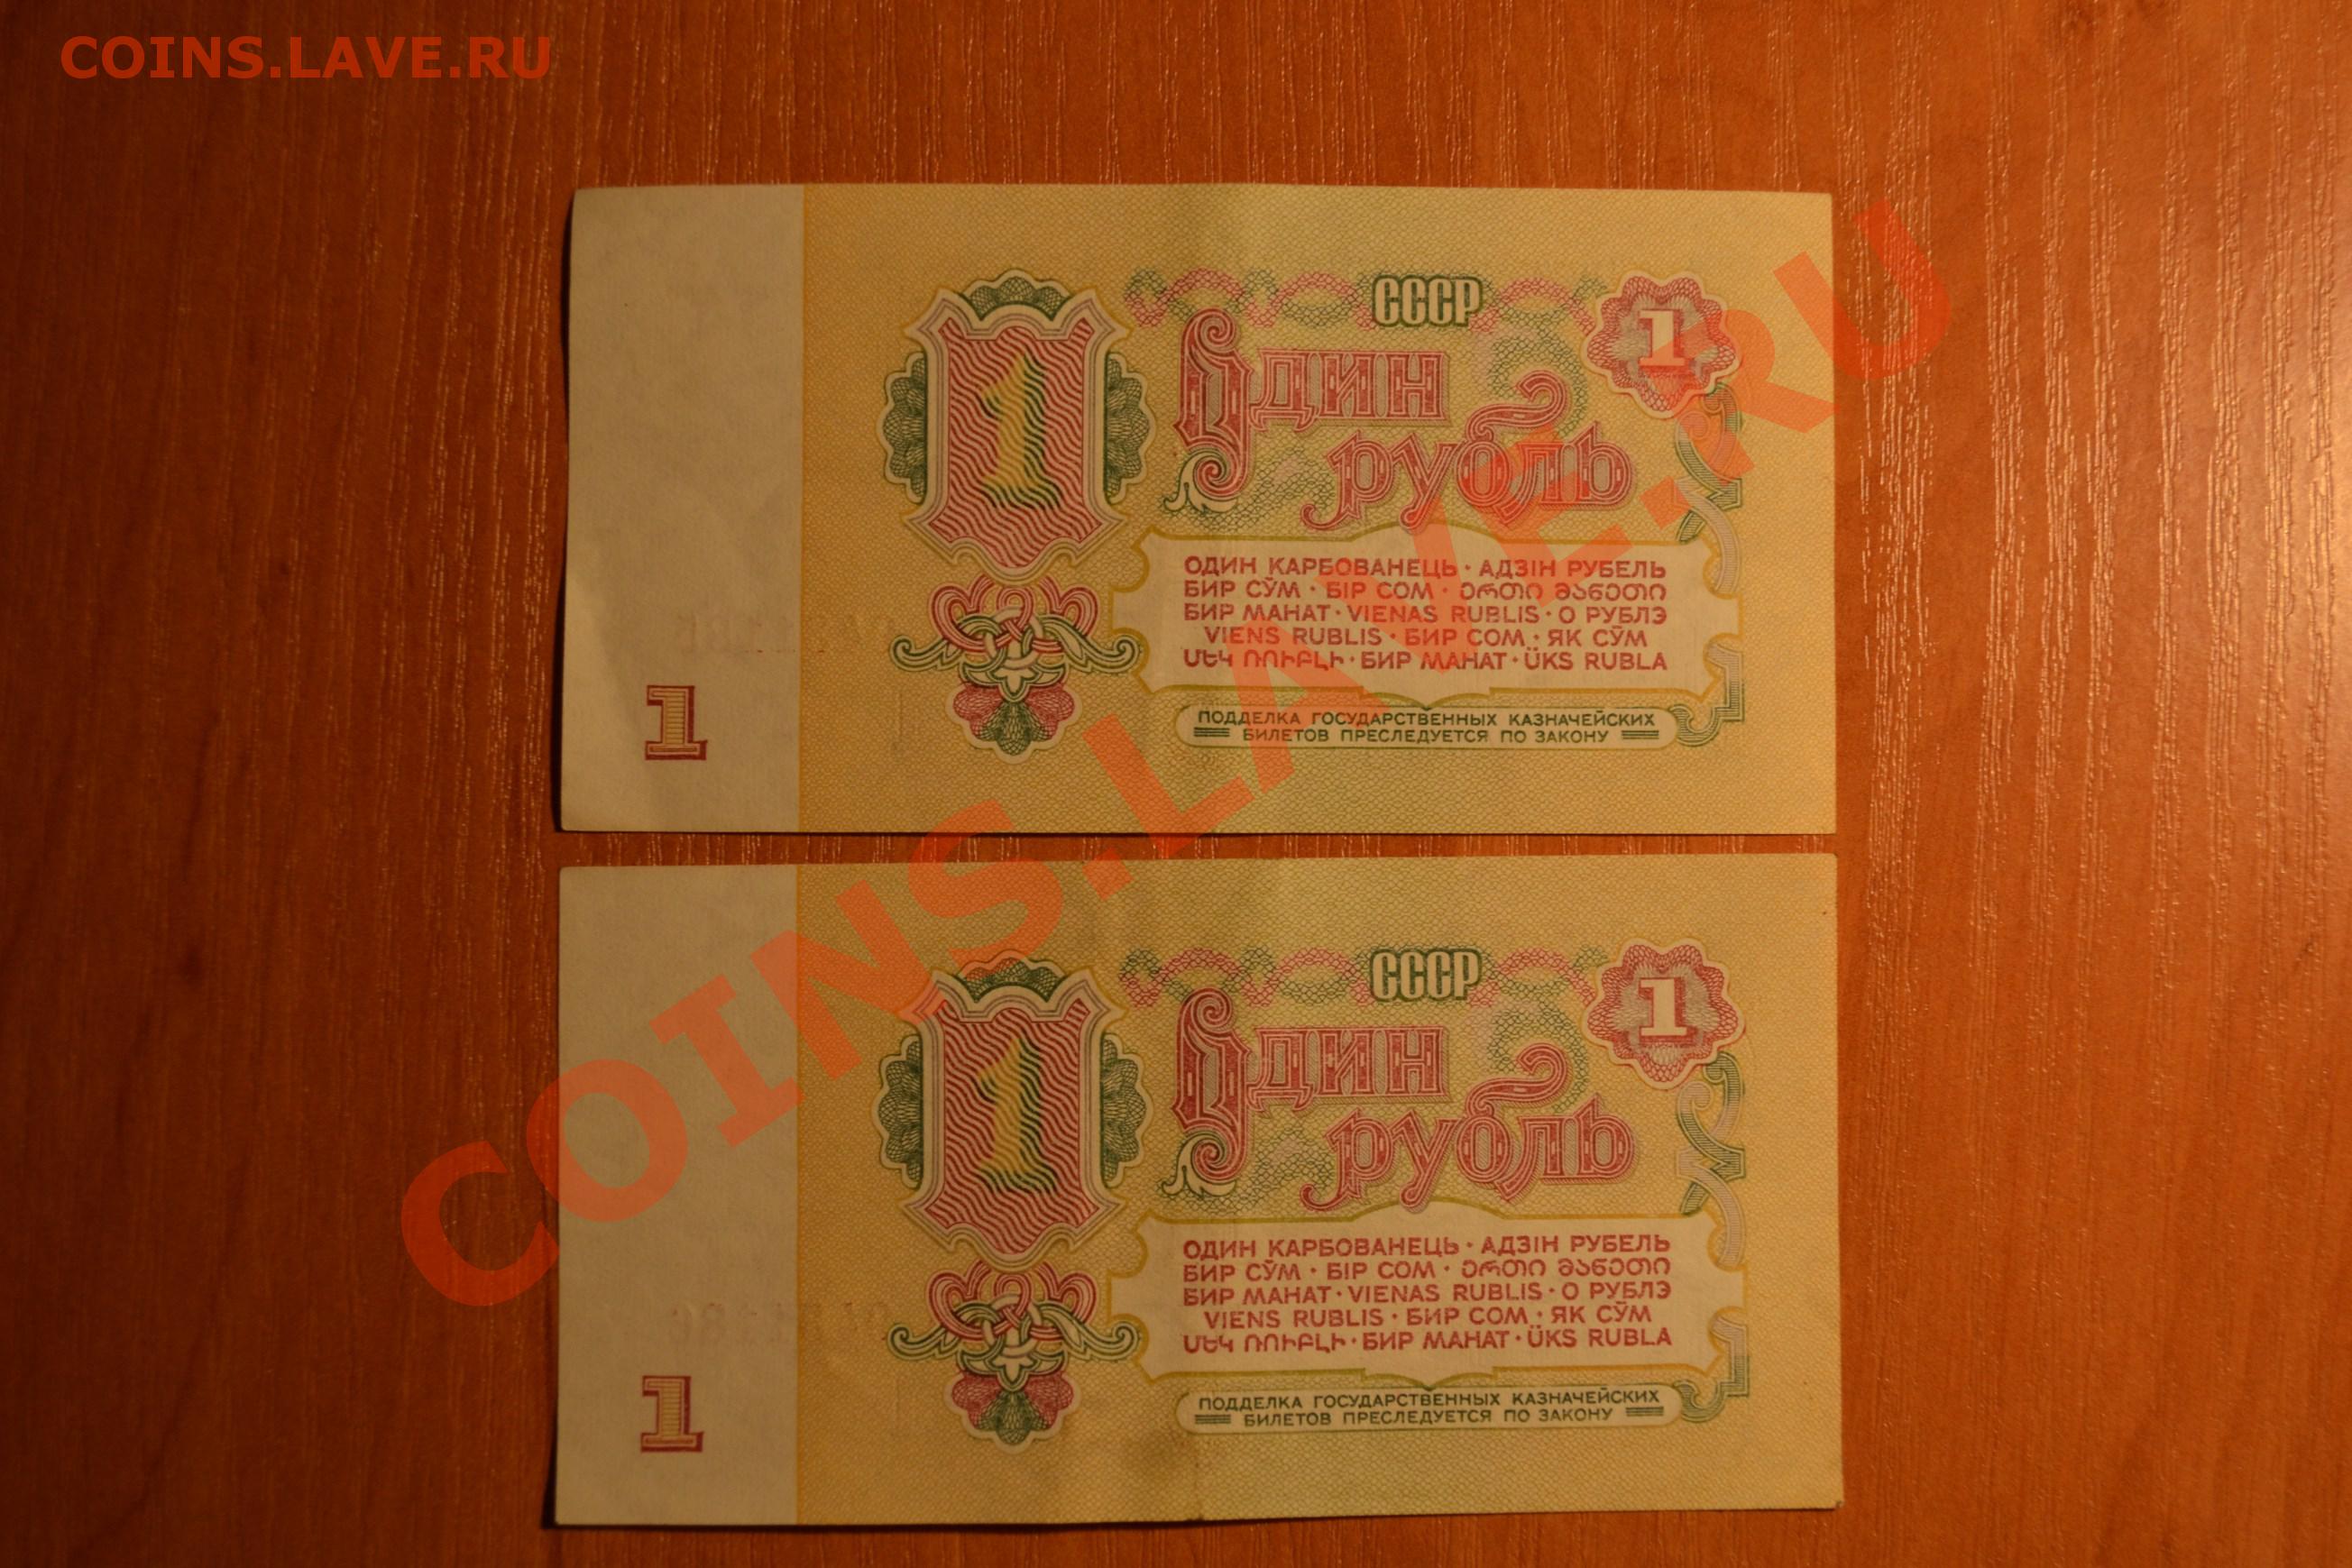 COINS.LAVE.RU
СССР
1
1
Один
рубль
ОДИН КАРБОВАНЕЦЬ · АДЗІН РУБЕЛЬ
БИР СЎМ · БІР СОМ · ᲔᲠᲗᲘ ᲛᲐᲜᲔᲗᲘ
БИР МАНАТ · VIENAS RUBLIS · О РУБЛЭ
VIENS RUBLIS · БИР СОМ · ЯК СӮМ
ՄԵԿ ՌՈՒԲԼԻ · БИР МАНАТ · ÜKS RUBLA
1
ПОДДЕЛКА ГОСУДАРСТВЕННЫХ КАЗНАЧЕЙСКИХ
БИЛЕТОВ ПРЕСЛЕДУЕТСЯ ПО ЗАКОНУ
СССР
1
1
Один
рубль
ОДИН КАРБОВАНЕЦЬ · АДЗІН РУБЕЛЬ
БИР СЎМ · БІР СОМ · ᲔᲠᲗᲘ ᲛᲐᲜᲔᲗᲘ
БИР МАНАТ · VIENAS RUBLIS · О РУБЛЭ
VIENS RUBLIS · БИР СОМ · ЯК СӮМ
ՄԵԿ ՌՈՒԲԼԻ · БИР МАНАТ · ÜKS RUBLA
1
ПОДДЕЛКА ГОСУДАРСТВЕННЫХ КАЗНАЧЕЙСКИХ
БИЛЕТОВ ПРЕСЛЕДУЕТСЯ ПО ЗАКОНУ
COINS.LAVE.RU